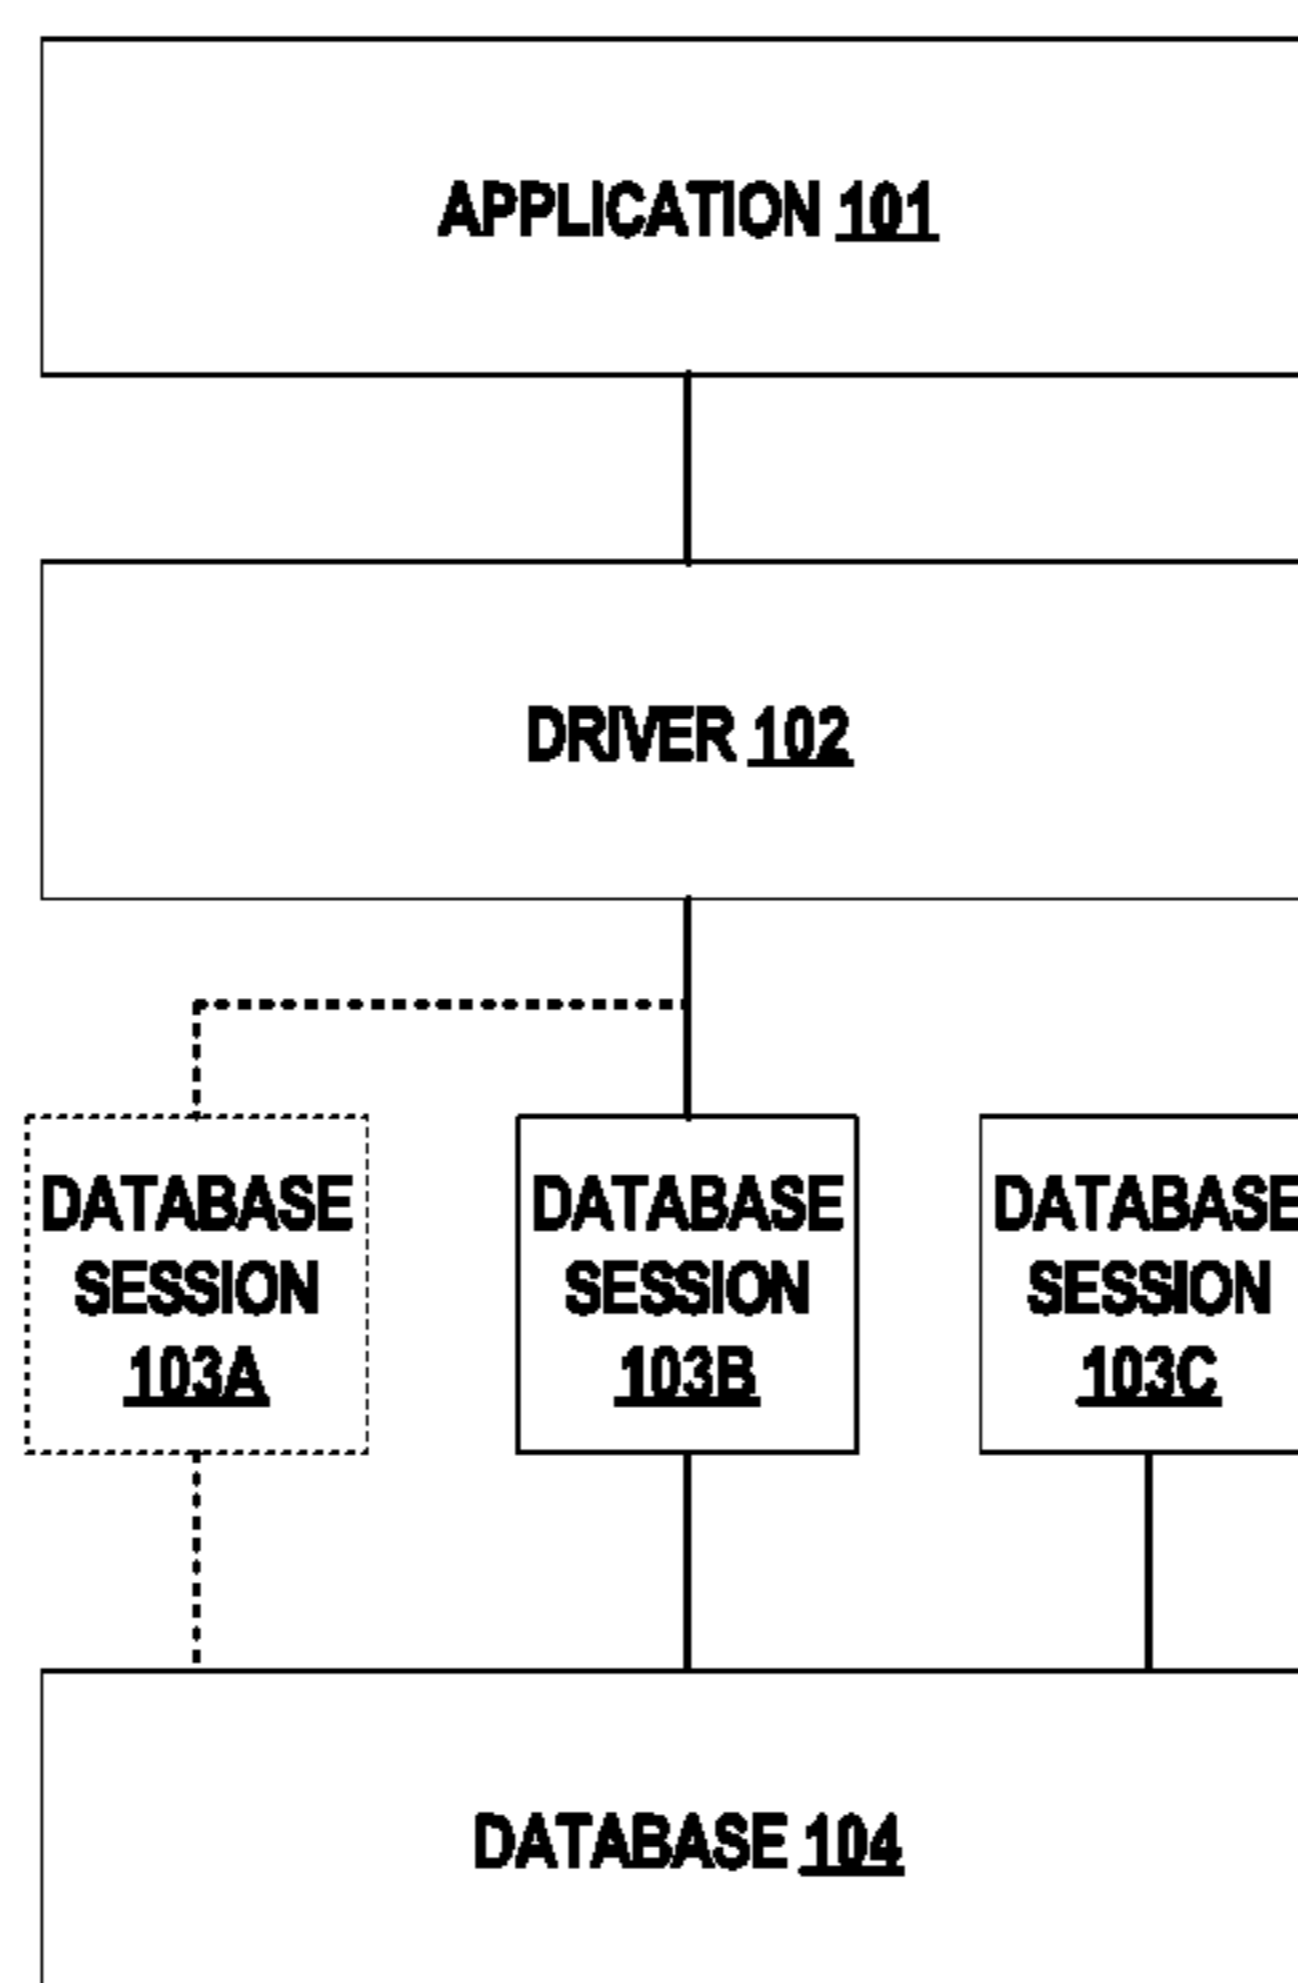 APPLICATION 101
DRIVER 102
DATABASE
SESSION
103A
DATABASE
SESSION
103B
DATABASE
SESSION
103C
DATABASE 104